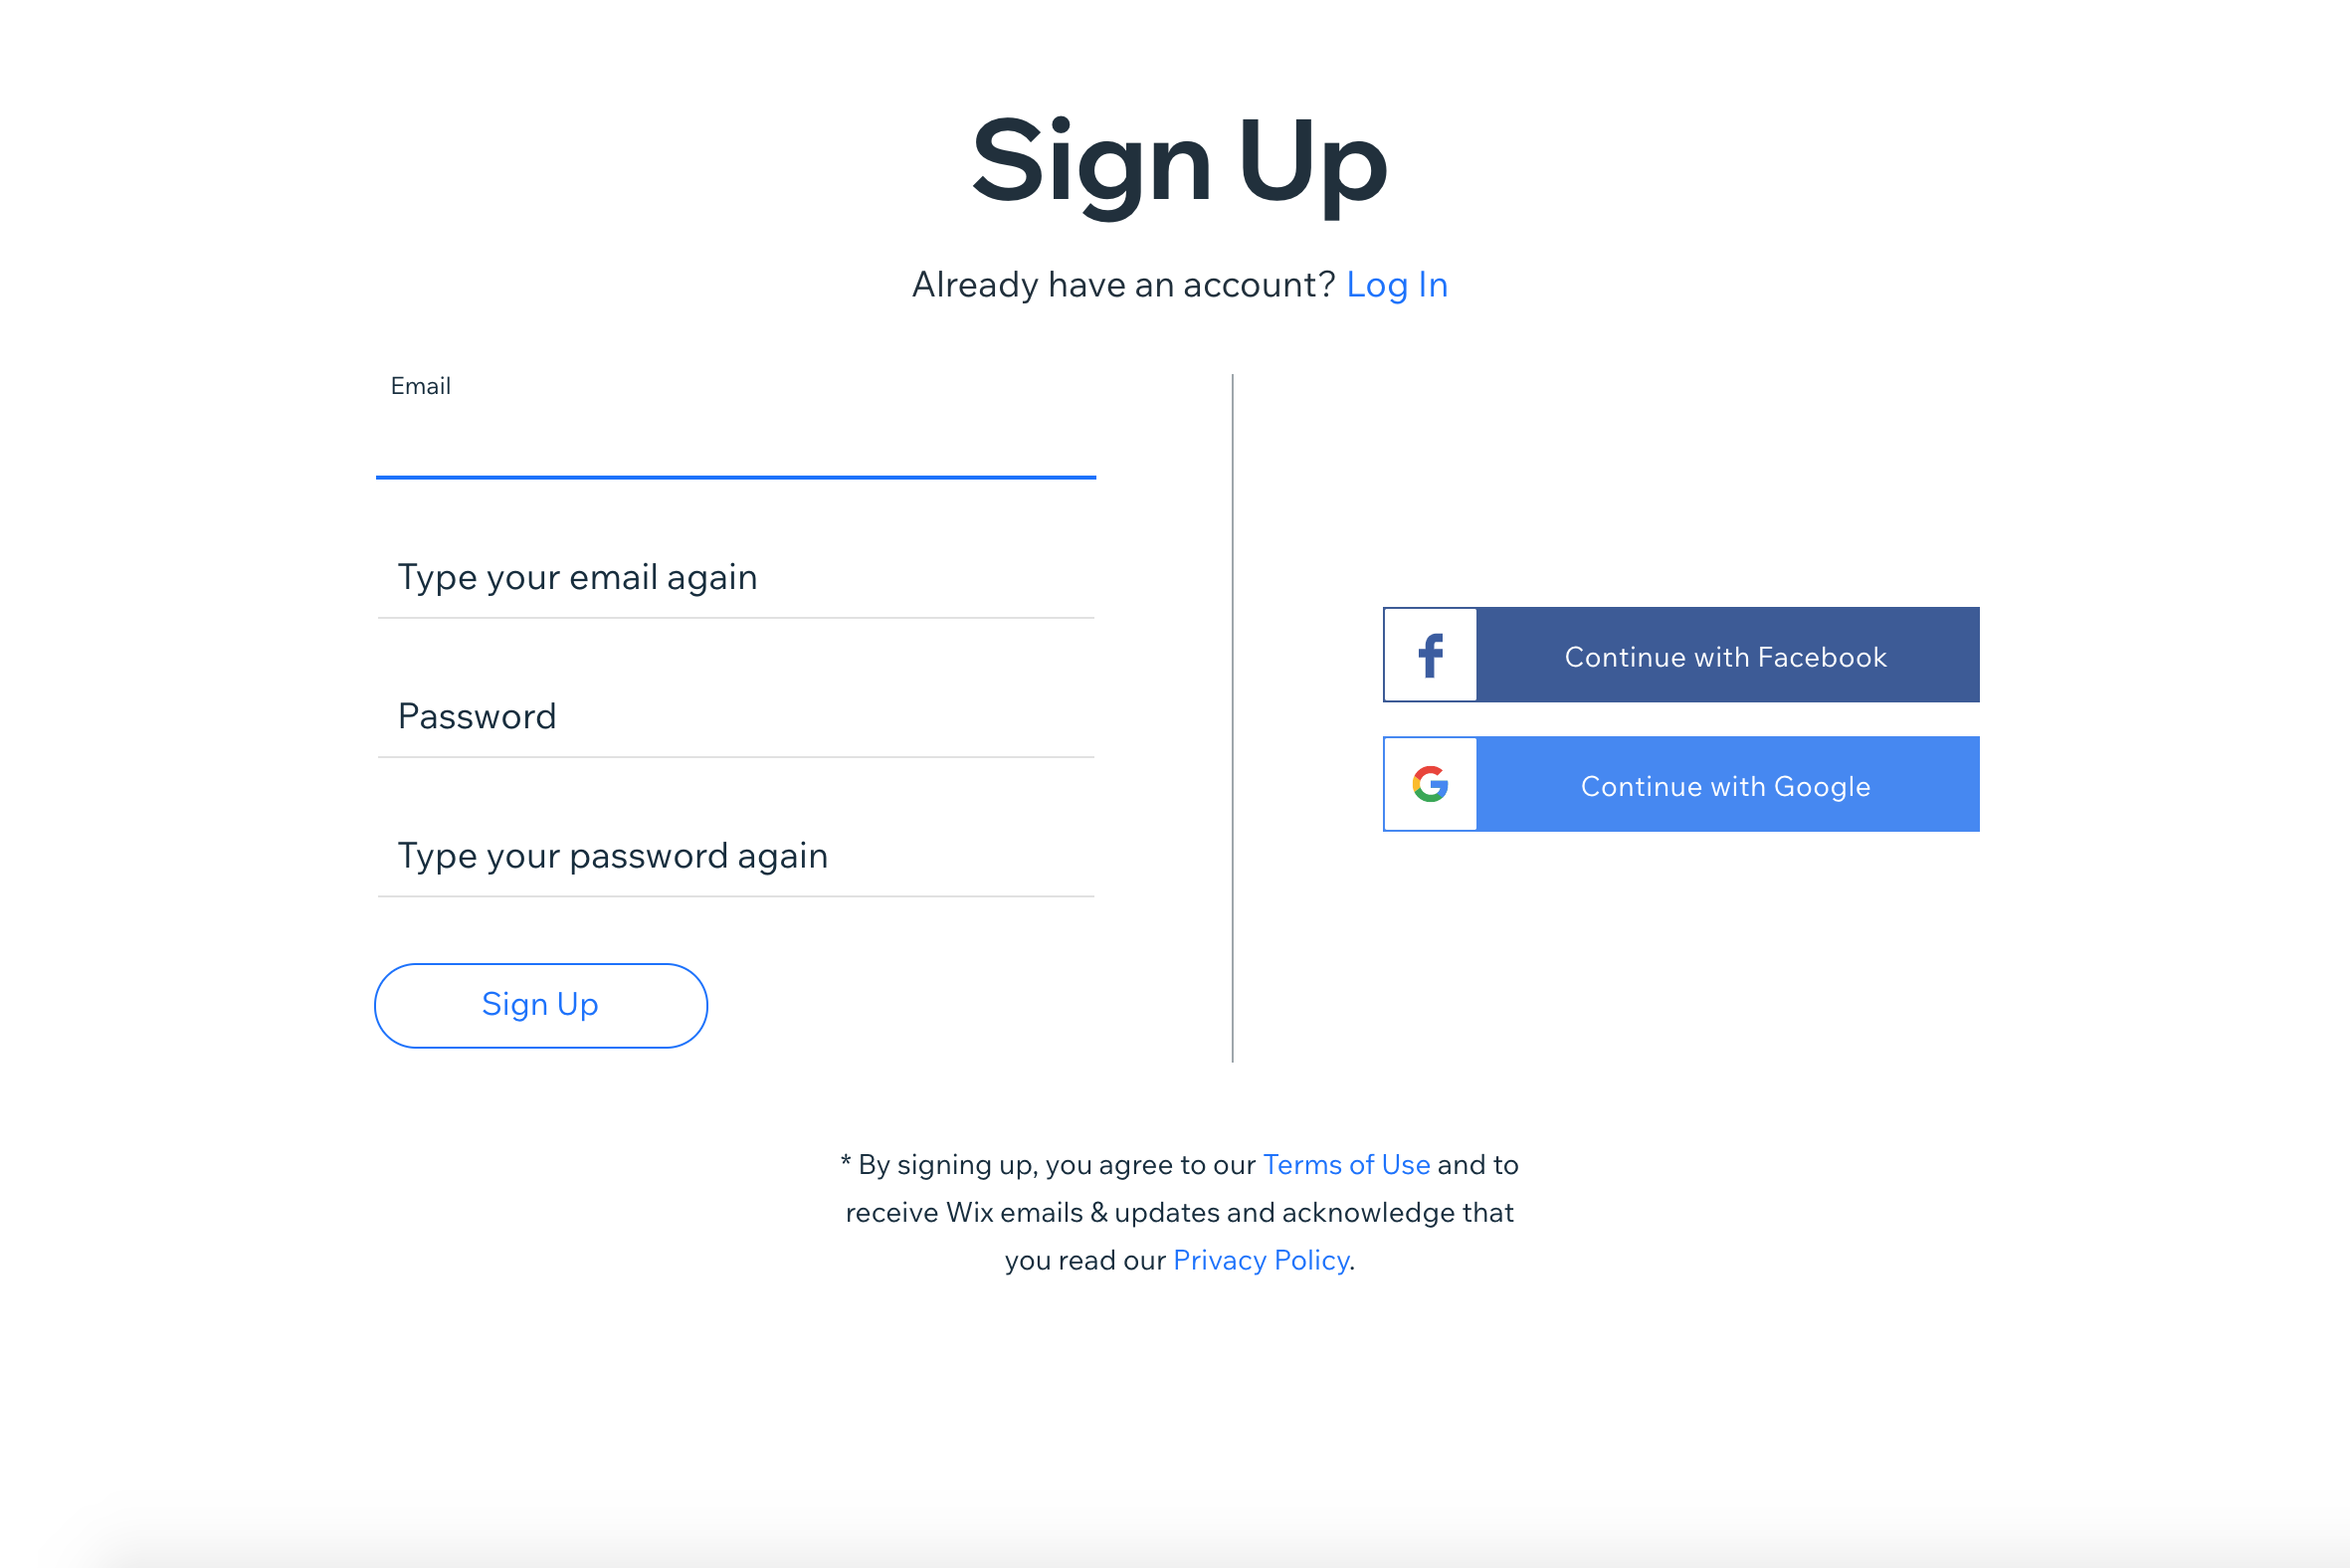 Sign Up
Already have an account? Log In
Email
Type your email again
Password
Type your password again
Sign Up
Continue with Facebook
Continue with Google
* By signing up, you agree to our Terms of Use and to
receive Wix emails & updates and acknowledge that
you read our Privacy Policy.